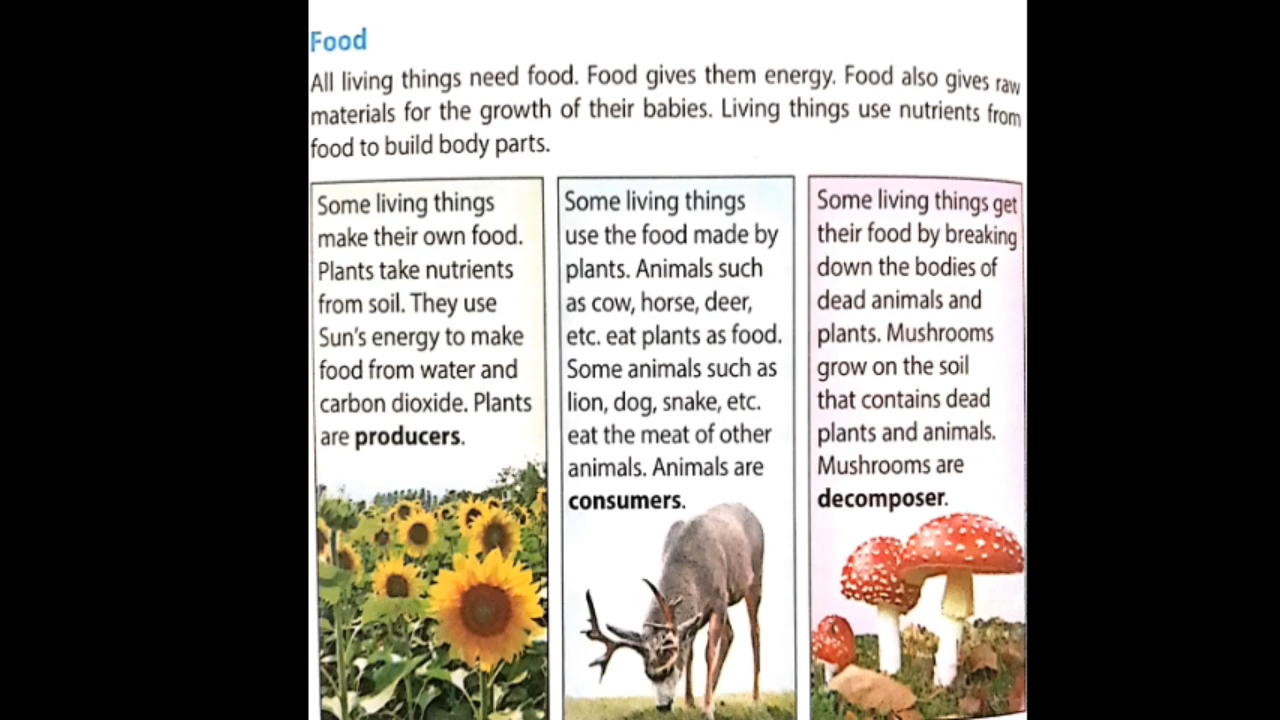 Food
All living things need food. Food gives them energy. Food also gives raw
materials for the growth of their babies. Living things use nutrients from
food to build body parts.
Some living things
make their own food.
Plants take nutrients
from soil. They use
Sun's energy to make
food from water and
carbon dioxide. Plants
are producers.
Some living things
use the food made by
plants. Animals such
as cow, horse, deer,
etc. eat plants as food.
Some animals such as
lion, dog, snake, etc.
eat the meat of other
animals. Animals are
consumers.
Some living things get
their food by breaking
down the bodies of
dead animals and
plants. Mushrooms
grow on the soil
that contains dead
plants and animals.
Mushrooms are
decomposer.